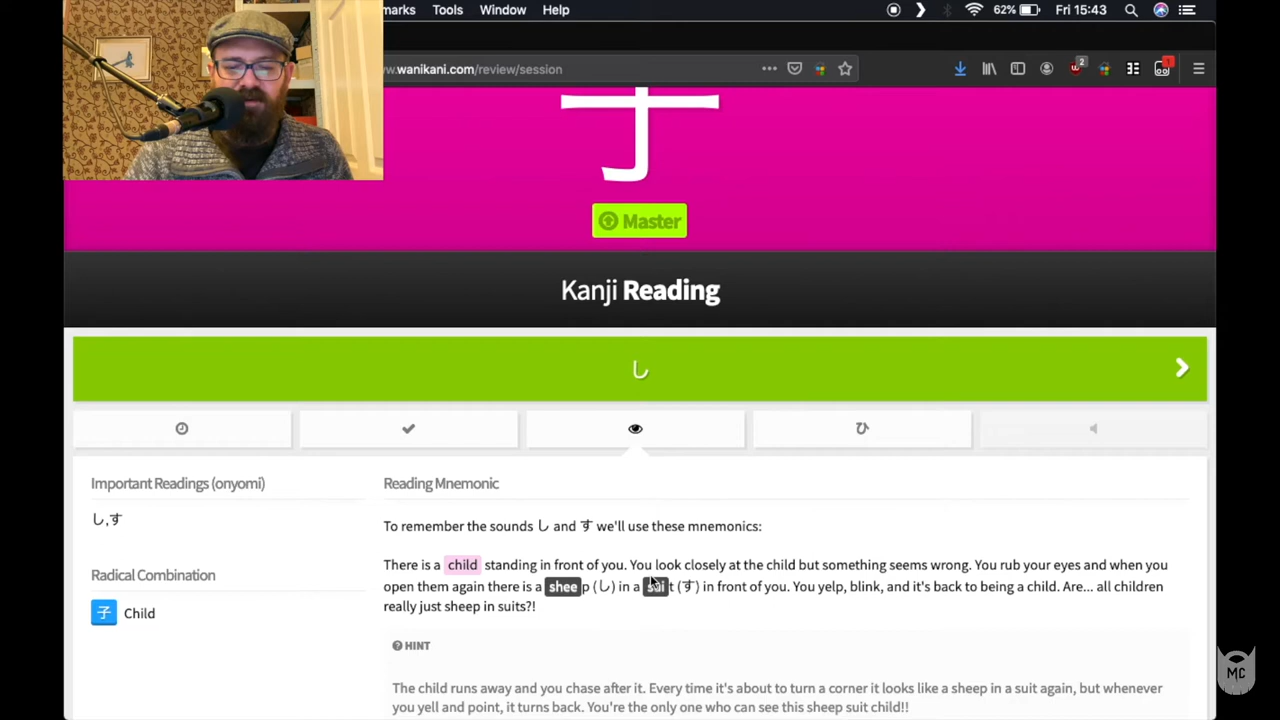 marks Tools Window Help 62% Fri 15:43
w.wanikani.com/review/session 2 1
子
Master
Kanji Reading
し
ひ
Important Readings (onyomi)
し,す
Radical Combination
子 Child
Reading Mnemonic
To remember the sounds し and す we'll use these mnemonics:
There is a child standing in front of you. You look closely at the child but something seems wrong. You rub your eyes and when you
open them again there is a sheep (し) in a suit (す) in front of you. You yelp, blink, and it's back to being a child. Are... all children
really just sheep in suits?!
HINT
The child runs away and you chase after it. Every time it's about to turn a corner it looks like a sheep in a suit again, but whenever
you yell and point, it turns back. You're the only one who can see this sheep suit child!!
MC